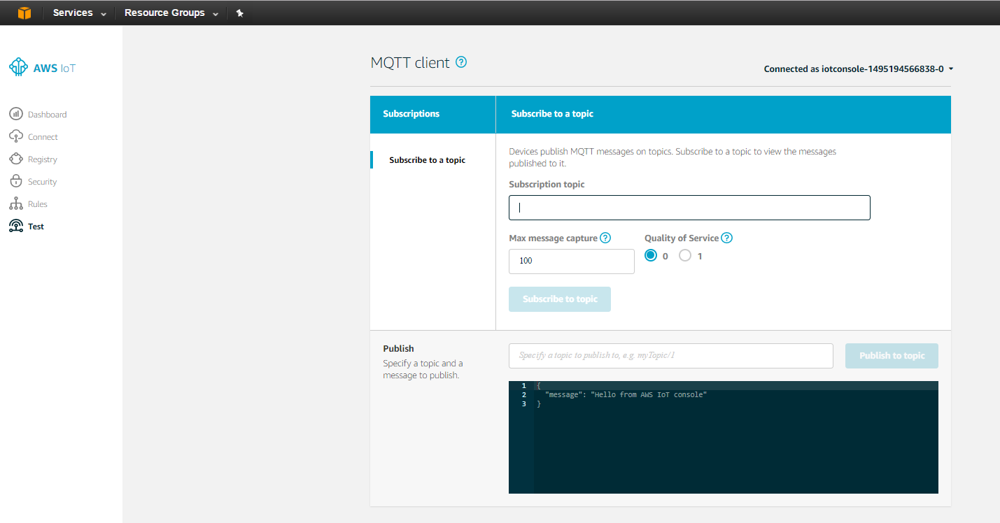 Services
Resource Groups
AWS IoT
Dashboard
Connect
Registry
Security
Rules
Test
MQTT client ?
Connected as iotconsole-1495194566838-0
Subscriptions
Subscribe to a topic
Subscribe to a topic
Devices publish MQTT messages on topics. Subscribe to a topic to view the messages
published to it.
Subscription topic
Max message capture ?
Quality of Service ?
100
0
1
Subscribe to topic
Publish
Specify a topic and a
message to publish.
Specify a topic to publish to, e.g. myTopic/1
Publish to topic
1 {
2 "message": "Hello from AWS IoT console"
3 }